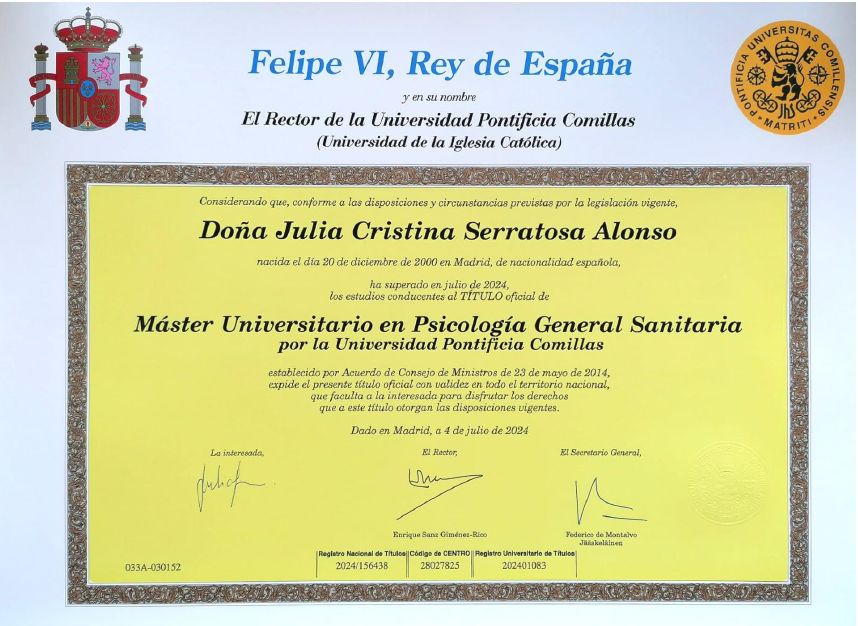 Felipe VI, Rey de España
y en su nombre
El Rector de la Universidad Pontificia Comillas
(Universidad de la Iglesia Católica)
PONTIFICIA UNIVERSITAS COMILLENSIS
MATRITI
Considerando que, conforme a las disposiciones y circunstancias previstas por la legislación vigente,
Doña Julia Cristina Serratosa Alonso
nacida el día 20 de diciembre de 2000 en Madrid, de nacionalidad española,
ha superado en julio de 2024,
los estudios conducentes al TÍTULO oficial de
Máster Universitario en Psicología General Sanitaria
por la Universidad Pontificia Comillas
establecido por Acuerdo de Consejo de Ministros de 23 de mayo de 2014,
expide el presente título oficial con validez en todo el territorio nacional,
que faculta a la interesada para disfrutar los derechos
que a este título otorgan las disposiciones vigentes.
Dado en Madrid, a 4 de julio de 2024
La interesada, El Rector, El Secretario General,
Enrique Sanz Giménez-Rico
Federico de Montalvo
Jääskeläinen
Registro Nacional de Títulos Código de CENTRO Registro Universitario de Títulos
033A-030152 2024/156438 28027825 202401083